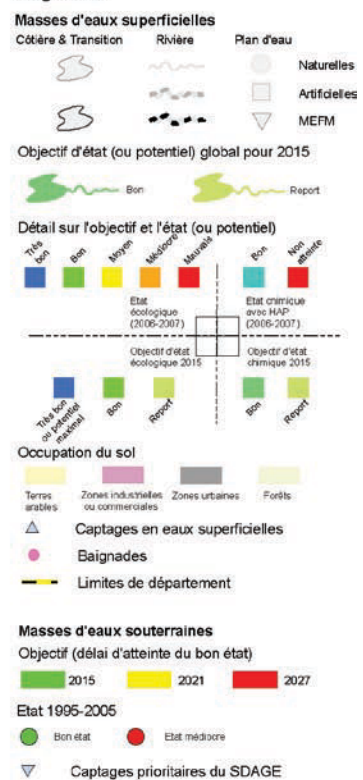 Masses d'eaux superficielles
Côtière & Transition Rivière Plan d'eau
Naturelles
Artificielles
MEFM
Objectif d'état (ou potentiel) global pour 2015
Bon Report
Détail sur l'objectif et l'état (ou potentiel)
Très bon Bon Moyen Médiocre Mauvais Bon Non atteinte
Etat écologique (2006-2007)
Etat chimique avec HAP (2006-2007)
Objectif d'état écologique 2015
Objectif d'état chimique 2015
Très bon ou potentiel maximal Bon Report Bon Report
Occupation du sol
Terres arables Zones industrielles ou commerciales Zones urbaines Forêts
Captages en eaux superficielles
Baignades
Limites de département
Masses d'eaux souterraines
Objectif (délai d'atteinte du bon état)
2015 2021 2027
Etat 1995-2005
Bon état Etat médiocre
Captages prioritaires du SDAGE